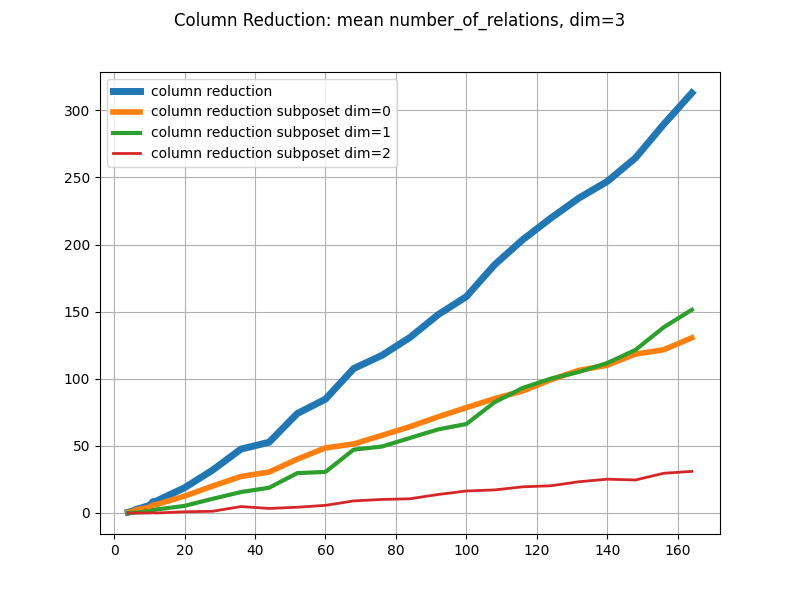 Column Reduction: mean number_of_relations, dim=3
column reduction
column reduction subposet dim=0
column reduction subposet dim=1
column reduction subposet dim=2
300
250
200
150
100
50
0
0 20 40 60 80 100 120 140 160